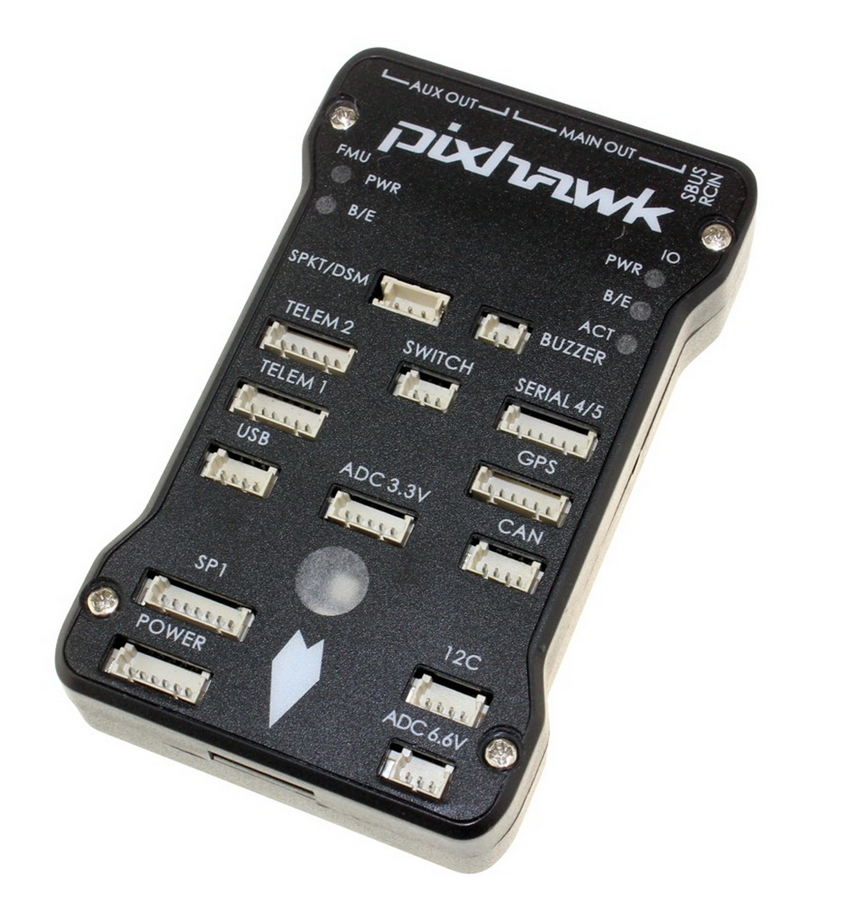 AUX OUT
MAIN OUT
pixhawk
SBUS
RCIN
FMU
PWR
B/E
IO
PWR
B/E
ACT
SPKT/DSM
BUZZER
TELEM 2
SWITCH
TELEM 1
SERIAL 4/5
USB
GPS
ADC 3.3V
CAN
SP1
POWER
12C
ADC 6.6V